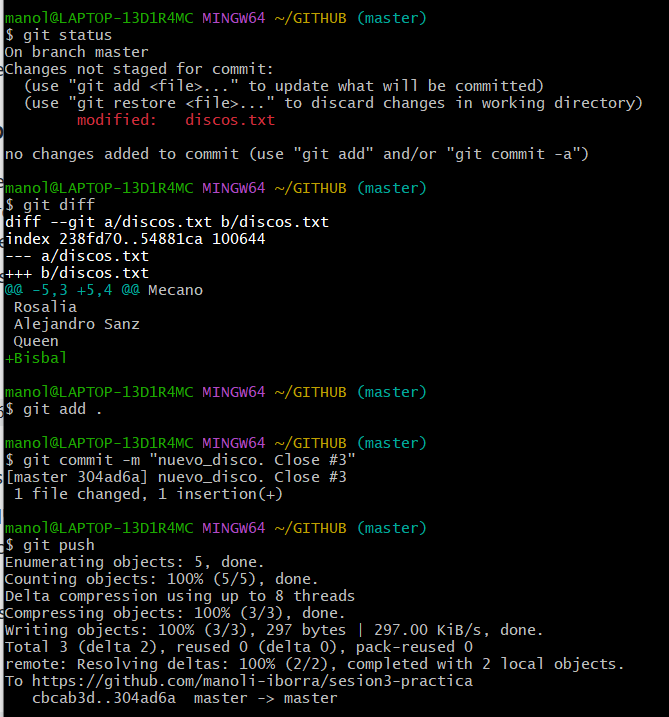 manol@LAPTOP-13D1R4MC MINGW64 ~/GITHUB (master)
$ git status
On branch master
Changes not staged for commit:
  (use "git add <file>..." to update what will be committed)
  (use "git restore <file>..." to discard changes in working directory)
        modified:   discos.txt

no changes added to commit (use "git add" and/or "git commit -a")

manol@LAPTOP-13D1R4MC MINGW64 ~/GITHUB (master)
$ git diff
diff --git a/discos.txt b/discos.txt
index 238fd70..54881ca 100644
--- a/discos.txt
+++ b/discos.txt
@@ -5,3 +5,4 @@ Mecano
 Rosalia
 Alejandro Sanz
 Queen
+Bisbal

manol@LAPTOP-13D1R4MC MINGW64 ~/GITHUB (master)
$ git add .

manol@LAPTOP-13D1R4MC MINGW64 ~/GITHUB (master)
$ git commit -m "nuevo_disco. Close #3"
[master 304ad6a] nuevo_disco. Close #3
 1 file changed, 1 insertion(+)

manol@LAPTOP-13D1R4MC MINGW64 ~/GITHUB (master)
$ git push
Enumerating objects: 5, done.
Counting objects: 100% (5/5), done.
Delta compression using up to 8 threads
Compressing objects: 100% (3/3), done.
Writing objects: 100% (3/3), 297 bytes | 297.00 KiB/s, done.
Total 3 (delta 2), reused 0 (delta 0), pack-reused 0
remote: Resolving deltas: 100% (2/2), completed with 2 local objects.
To https://github.com/manoli-iborra/sesion3-practica
   cbcab3d..304ad6a  master -> master